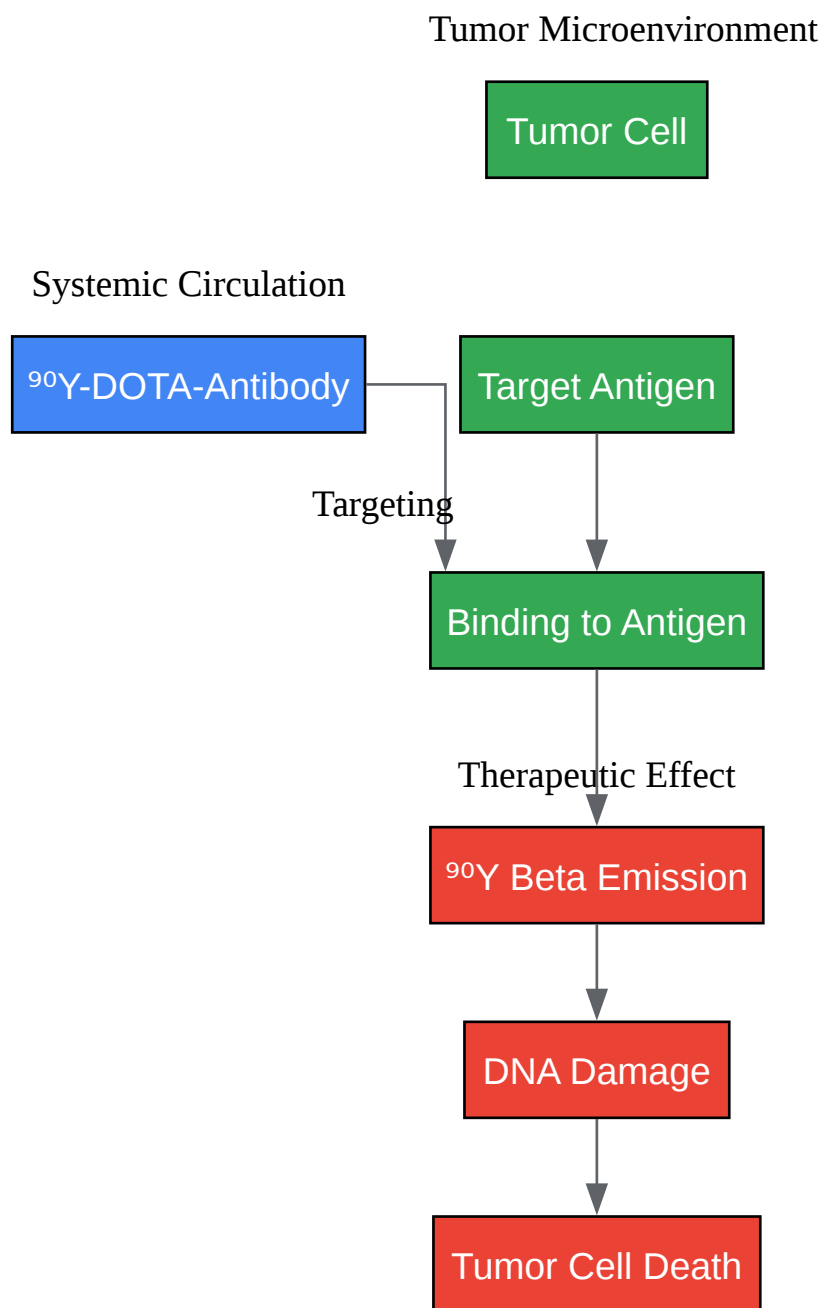 Tumor Microenvironment
Tumor Cell
Systemic Circulation
⁹⁰Y-DOTA-Antibody
Target Antigen
Targeting
Binding to Antigen
Therapeutic Effect
⁹⁰Y Beta Emission
DNA Damage
Tumor Cell Death